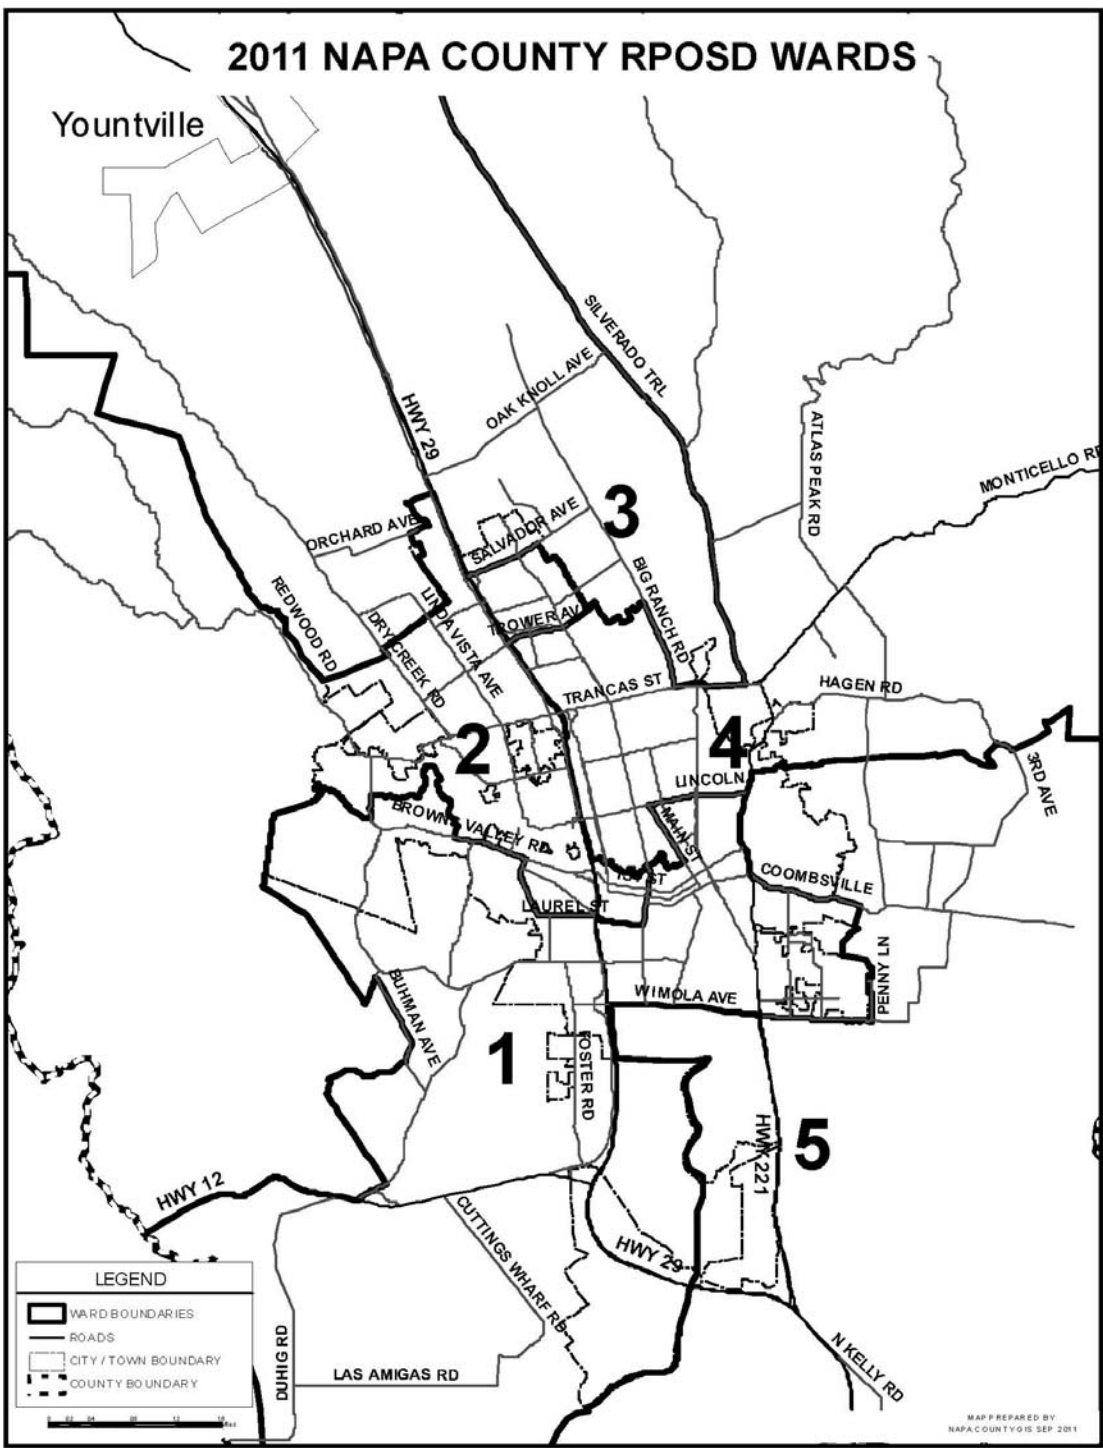 2011 NAPA COUNTY RPOSD WARDS
Yountville
SILVERADO TRL
OAK KNOLL AVE
HWY 29
ATLAS PEAK RD
MONTICELLO RD
3
ORCHARD AVE
SALVADOR AVE
BIG RANCH RD
REDWOOD RD
DRY CREEK RD
LINDA VISTA AVE
TROWER AV
TRANCAS ST
HAGEN RD
2
4
LINCOLN
3RD AVE
BROWNS VALLEY RD
MAIN ST
1ST ST
COOMBSVILLE
LAUREL ST
PENNY LN
WIMOLA AVE
BUHMAN AVE
1
FOSTER RD
HWY 221
5
HWY 12
CUTTINGS WHARF RD
HWY 29
N KELLY RD
DUHIG RD
LAS AMIGAS RD
LEGEND
WARD BOUNDARIES
ROADS
CITY / TOWN BOUNDARY
COUNTY BOUNDARY
MAP PREPARED BY
NAPA COUNTY GIS SEP 2011